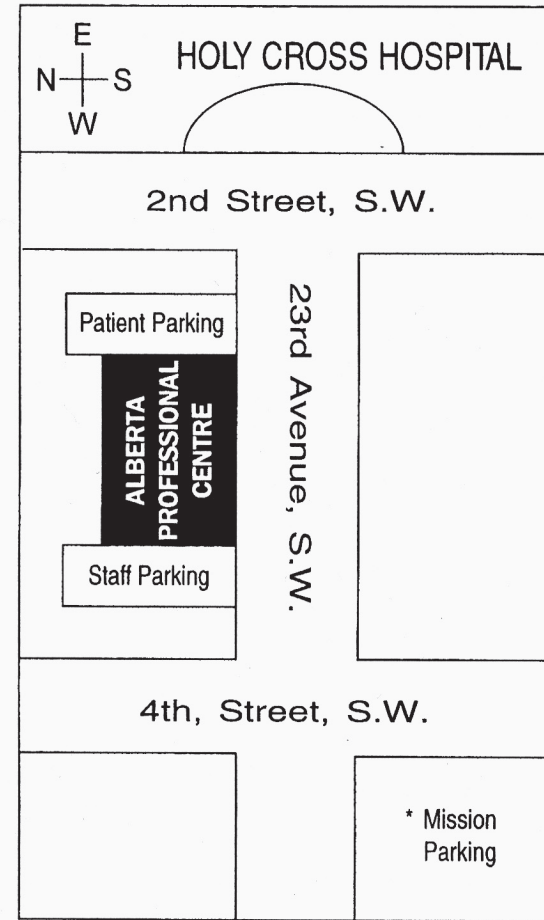 E
N S
W
HOLY CROSS HOSPITAL
2nd Street, S.W.
23rd Avenue, S.W.
Patient Parking
ALBERTA
PROFESSIONAL
CENTRE
Staff Parking
4th, Street, S.W.
* Mission
Parking